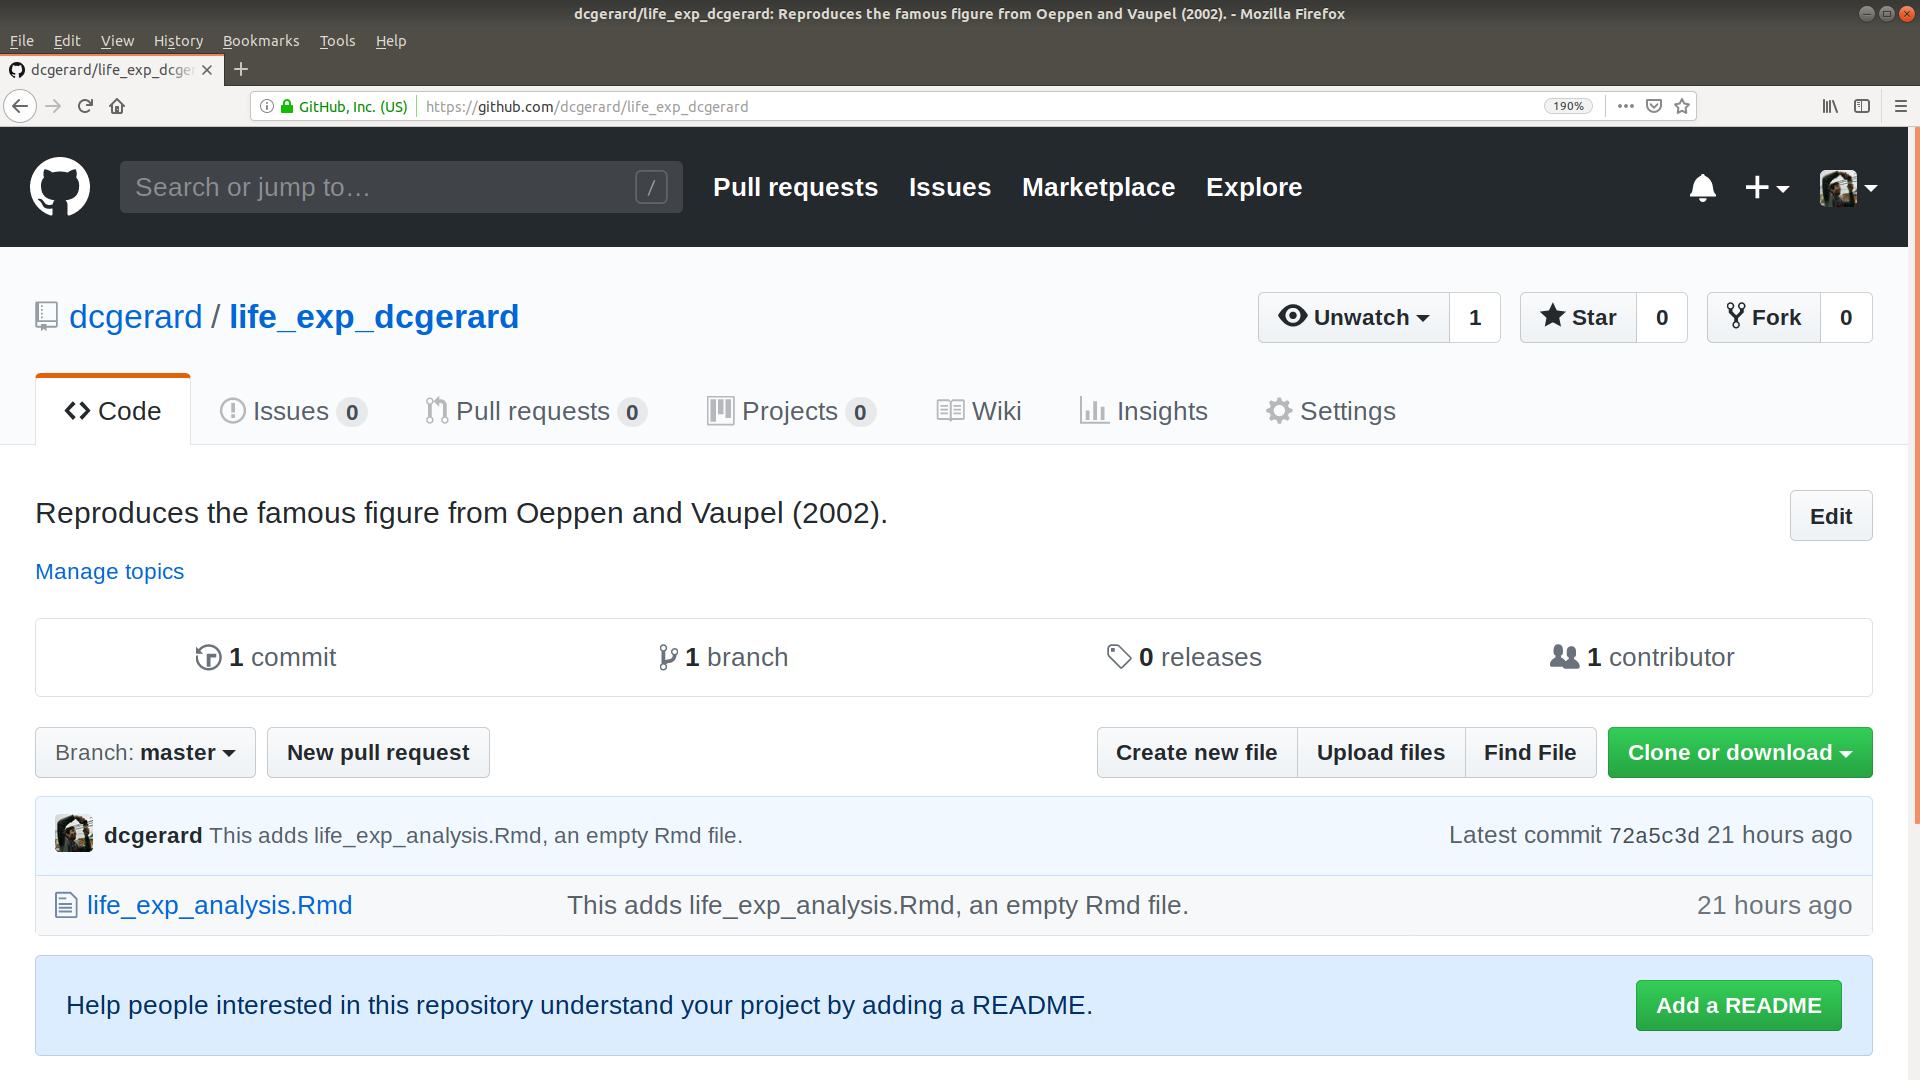 dcgerard/life_exp_dcgerard: Reproduces the famous figure from Oeppen and Vaupel (2002). - Mozilla Firefox
File Edit View History Bookmarks Tools Help
dcgerard/life_exp_dcger
GitHub, Inc. (US) https://github.com/dcgerard/life_exp_dcgerard 190%
Search or jump to… / Pull requests Issues Marketplace Explore
dcgerard / life_exp_dcgerard Unwatch 1 Star 0 Fork 0
Code Issues 0 Pull requests 0 Projects 0 Wiki Insights Settings
Reproduces the famous figure from Oeppen and Vaupel (2002). Edit
Manage topics
1 commit 1 branch 0 releases 1 contributor
Branch: master New pull request Create new file Upload files Find File Clone or download
dcgerard This adds life_exp_analysis.Rmd, an empty Rmd file. Latest commit 72a5c3d 21 hours ago
life_exp_analysis.Rmd This adds life_exp_analysis.Rmd, an empty Rmd file. 21 hours ago
Help people interested in this repository understand your project by adding a README. Add a README